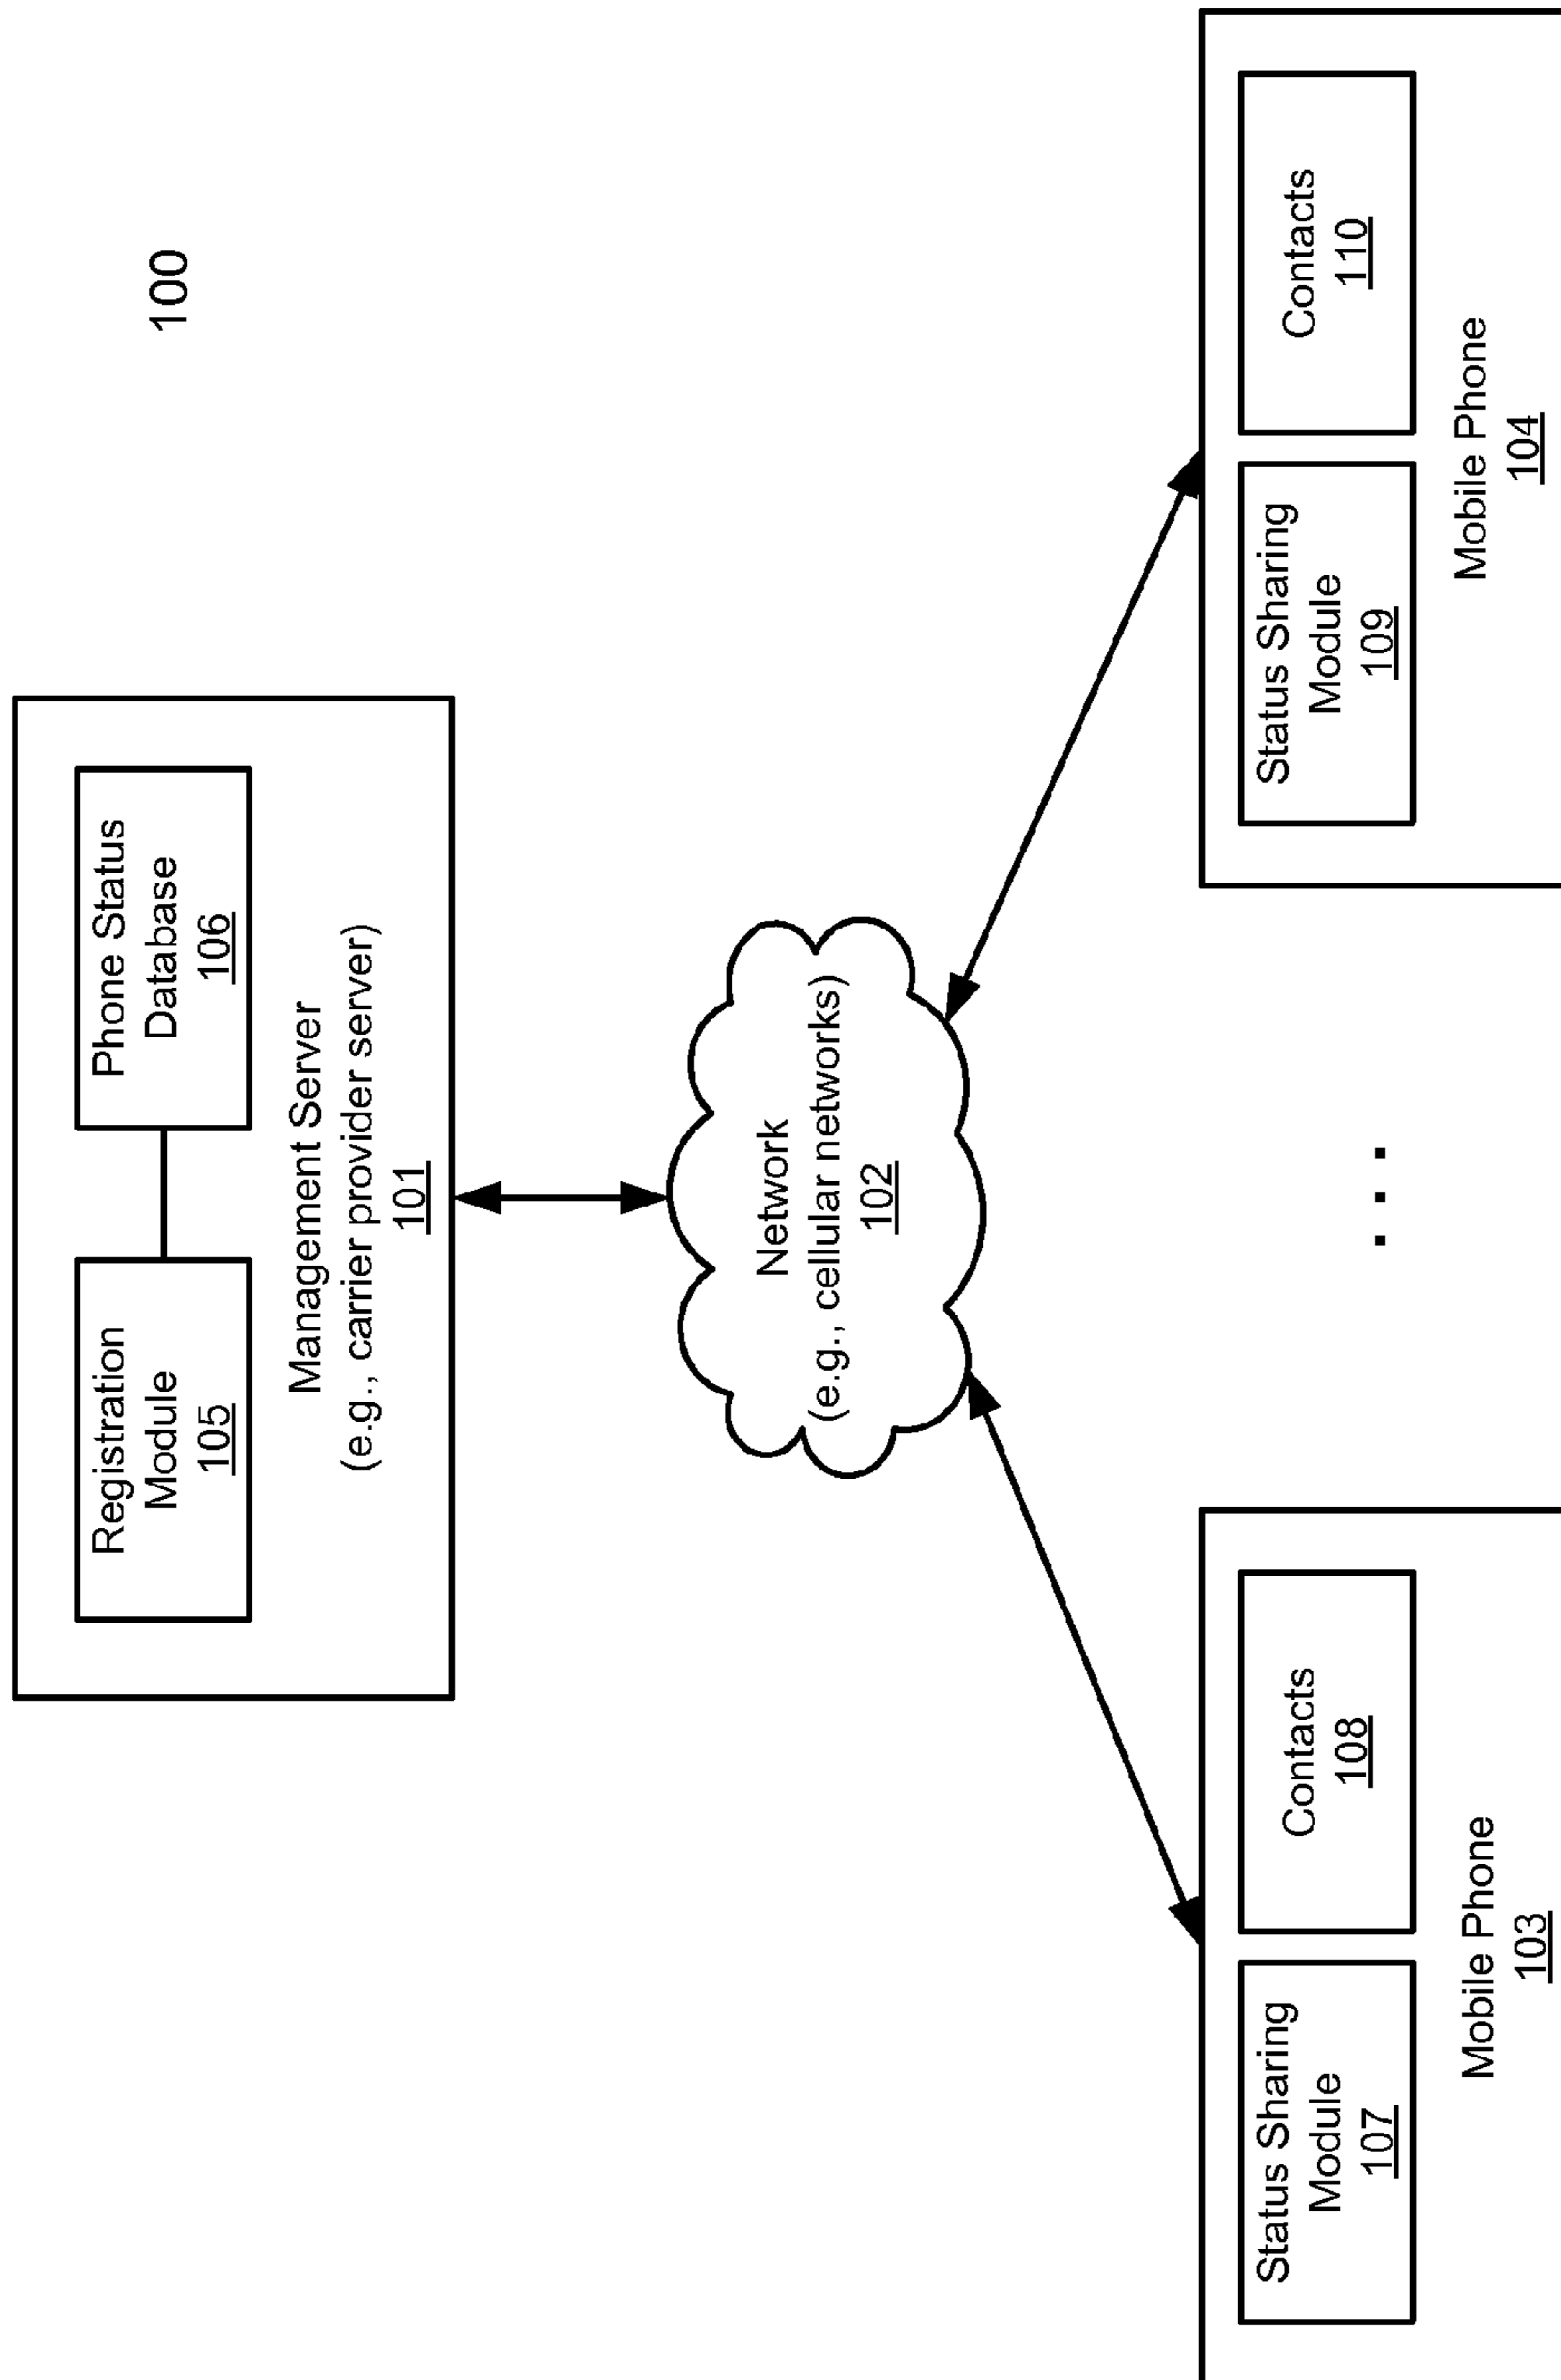 100
Registration
Module
105
Phone Status
Database
106
Management Server
(e.g., carrier provider server)
101
Network
(e.g., cellular networks)
102
. . .
Status Sharing
Module
107
Contacts
108
Mobile Phone
103
Status Sharing
Module
109
Contacts
110
Mobile Phone
104